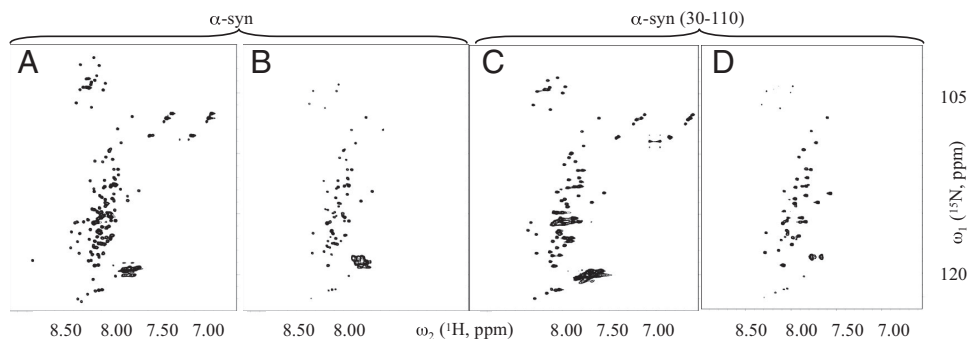 α-syn
α-syn (30-110)
A
B
C
D
105
120
ω₁ (¹⁵N, ppm)
8.50 8.00 7.50 7.00
8.50 8.00
ω₂ (¹H, ppm)
8.00 7.50 7.00
8.50 8.00 7.50 7.00